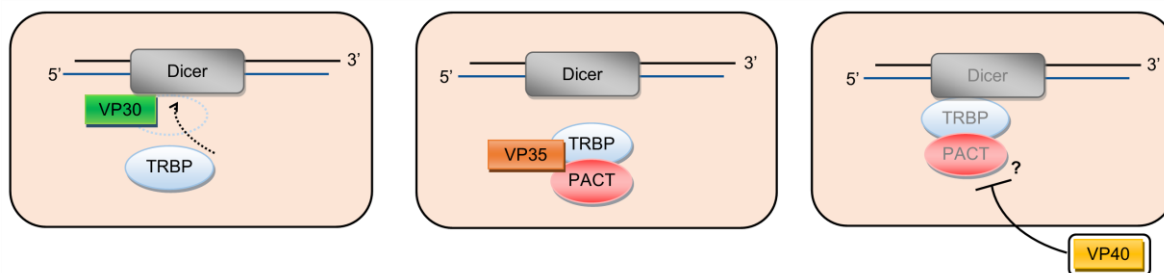 5’ Dicer 3’
VP30
TRBP
5’ Dicer 3’
VP35 TRBP
PACT
5’ Dicer 3’
TRBP
PACT
?
VP40